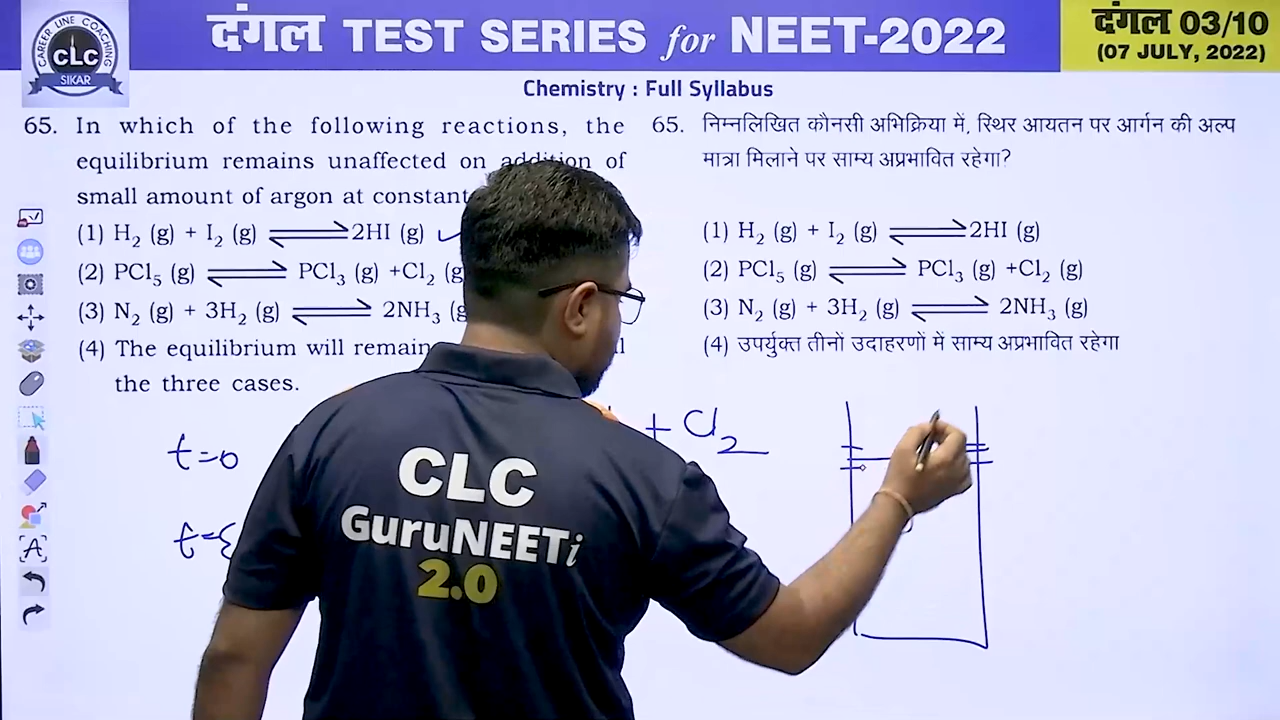 दंगल TEST SERIES for NEET-2022
दंगल 03/10
(07 JULY, 2022)
CAREER LINE COACHING
CLC
SIKAR
Chemistry : Full Syllabus
65. In which of the following reactions, the
equilibrium remains unaffected on addition of
small amount of argon at constant
(1) H₂ (g) + I₂ (g) ⇌ 2HI (g) ✓
(2) PCl₅ (g) ⇌ PCl₃ (g) +Cl₂ (g
(3) N₂ (g) + 3H₂ (g) ⇌ 2NH₃ (g
(4) The equilibrium will remain
the three cases.
65. निम्नलिखित कौनसी अभिक्रिया में, स्थिर आयतन पर आर्गन की अल्प
मात्रा मिलाने पर साम्य अप्रभावित रहेगा?
(1) H₂ (g) + I₂ (g) ⇌ 2HI (g)
(2) PCl₅ (g) ⇌ PCl₃ (g) +Cl₂ (g)
(3) N₂ (g) + 3H₂ (g) ⇌ 2NH₃ (g)
(4) उपर्युक्त तीनों उदाहरणों में साम्य अप्रभावित रहेगा
+ Cl₂
t=0
t=
A
CLC
GuruNEETi
2.0